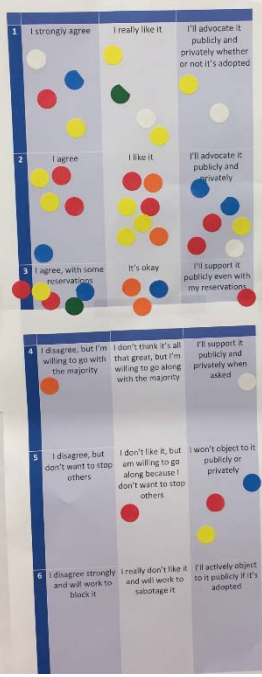 1
I strongly agree
I really like it
I'll advocate it
publicly and
privately whether
or not it's adopted
2
I agree
I like it
I'll advocate it
publicly and
privately
3
I agree, with some
reservations
It's okay
I'll support it
publicly even with
my reservations
4
I disagree, but I'm
willing to go with
the majority
I don't think it's all
that great, but I'm
willing to go along
with the majority
I'll support it
publicly and
privately when
asked
5
I disagree, but
don't want to stop
others
I don't like it, but
am willing to go
along because I
don't want to stop
others
I won't object to it
publicly or
privately
6
I disagree strongly
and will work to
block it
I really don't like it
and will work to
sabotage it
I'll actively object
to it publicly if it's
adopted